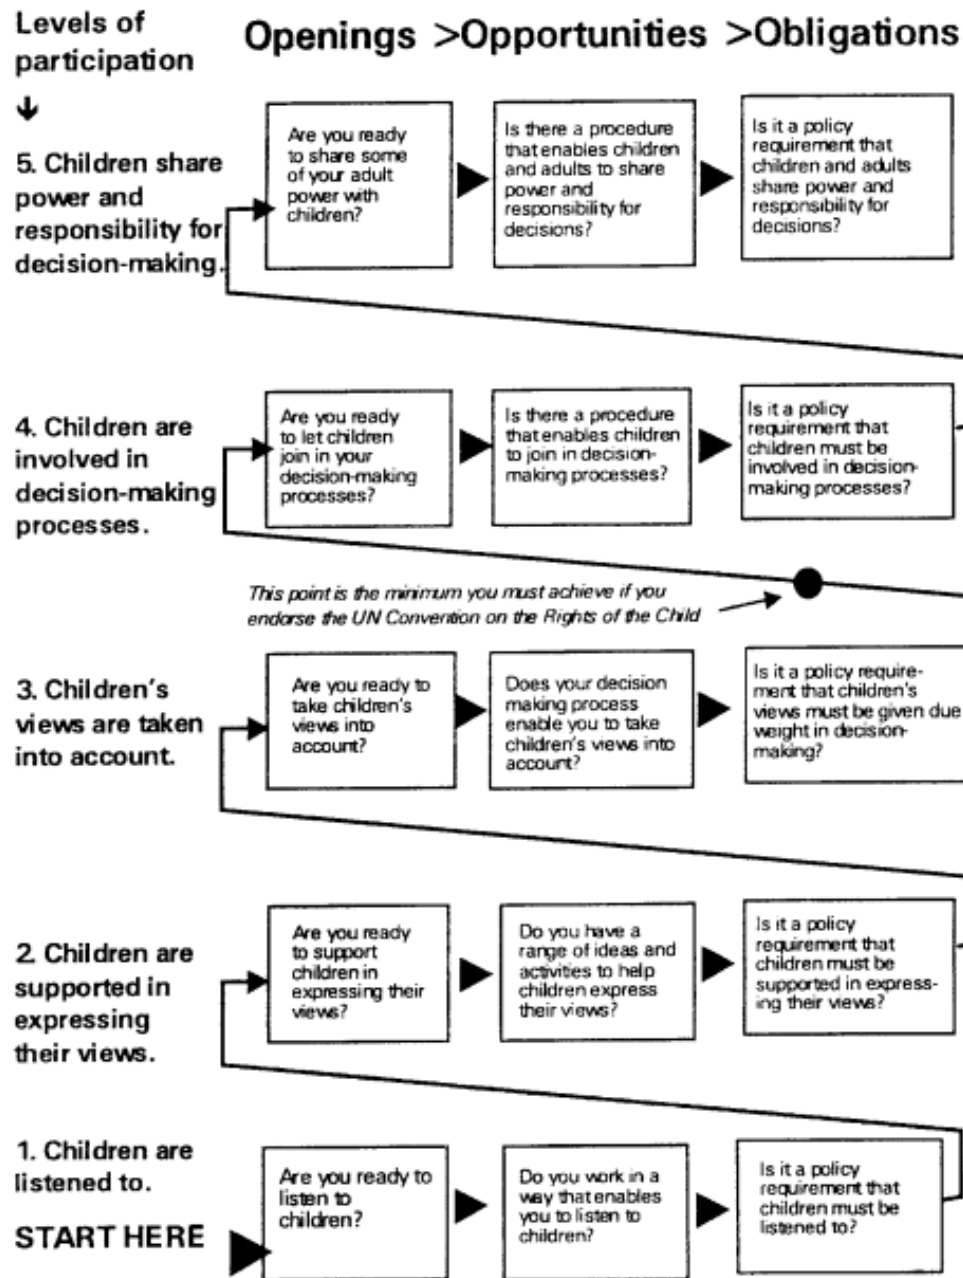 Levels of
participation
Openings >Opportunities >Obligations
5. Children share
power and
responsibility for
decision-making.
Are you ready
to share some
of your adult
power with
children?
Is there a procedure
that enables children
and adults to share
power and
responsibility for
decisions?
Is it a policy
requirement that
children and adults
share power and
responsibility for
decisions?
4. Children are
involved in
decision-making
processes.
Are you ready
to let children
join in your
decision-making
processes?
Is there a procedure
that enables children
to join in decision-
making processes?
Is it a policy
requirement that
children must be
involved in decision-
making processes?
This point is the minimum you must achieve if you
endorse the UN Convention on the Rights of the Child
3. Children's
views are taken
into account.
Are you ready to
take children's
views into
account?
Does your decision
making process
enable you to take
children's views into
account?
Is it a policy require-
ment that children's
views must be given due
weight in decision-
making?
2. Children are
supported in
expressing
their views.
Are you ready
to support
children in
expressing their
views?
Do you have a
range of ideas and
activities to help
children express
their views?
Is it a policy
requirement that
children must be
supported in express-
ing their views?
1. Children are
listened to.
START HERE
Are you ready to
listen to
children?
Do you work in a
way that enables
you to listen to
children?
Is it a policy
requirement that
children must be
listened to?